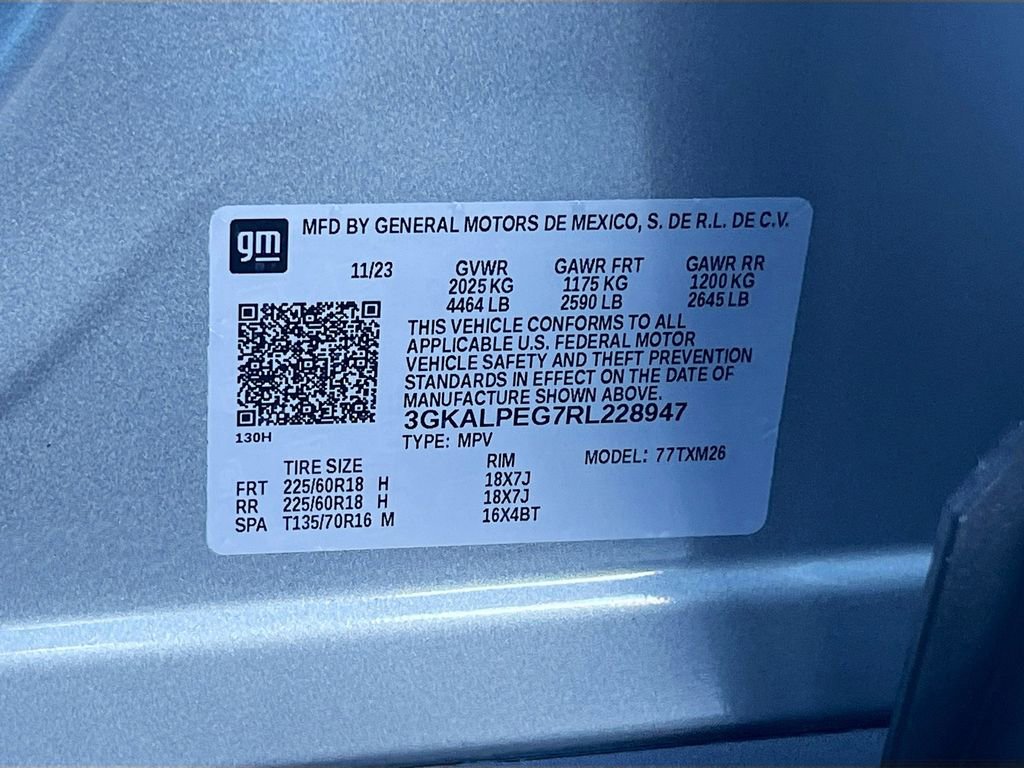 gm
MFD BY GENERAL MOTORS DE MEXICO, S. DE R.L. DE C.V.
11/23 GVWR GAWR FRT GAWR RR
2025 KG 1175 KG 1200 KG
4464 LB 2590 LB 2645 LB
THIS VEHICLE CONFORMS TO ALL
APPLICABLE U.S. FEDERAL MOTOR
VEHICLE SAFETY AND THEFT PREVENTION
STANDARDS IN EFFECT ON THE DATE OF
MANUFACTURE SHOWN ABOVE.
3GKALPEG7RL228947
130H
TYPE: MPV MODEL: 77TXM26
TIRE SIZE RIM
FRT 225/60R18 H 18X7J
RR 225/60R18 H 18X7J
SPA T135/70R16 M 16X4BT